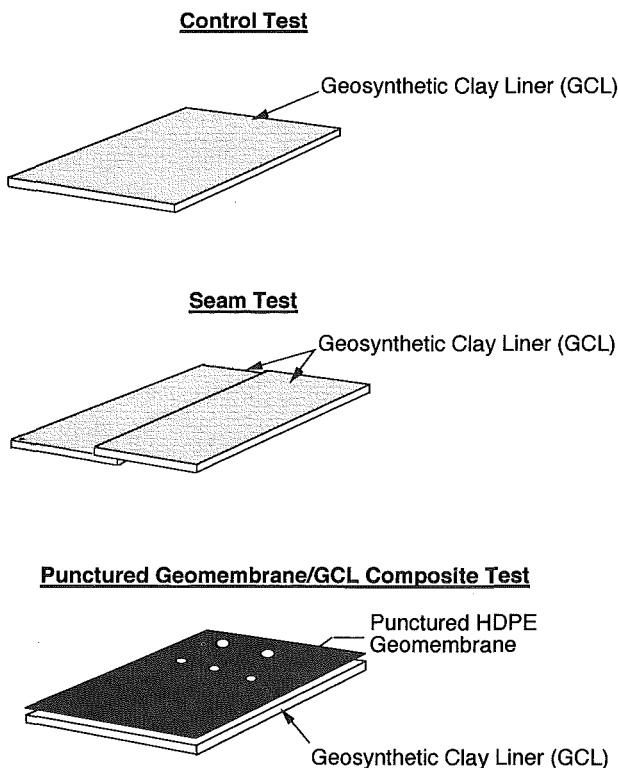 Control Test
Geosynthetic Clay Liner (GCL)
Seam Test
Geosynthetic Clay Liner (GCL)
Punctured Geomembrane/GCL Composite Test
Punctured HDPE
Geomembrane
Geosynthetic Clay Liner (GCL)